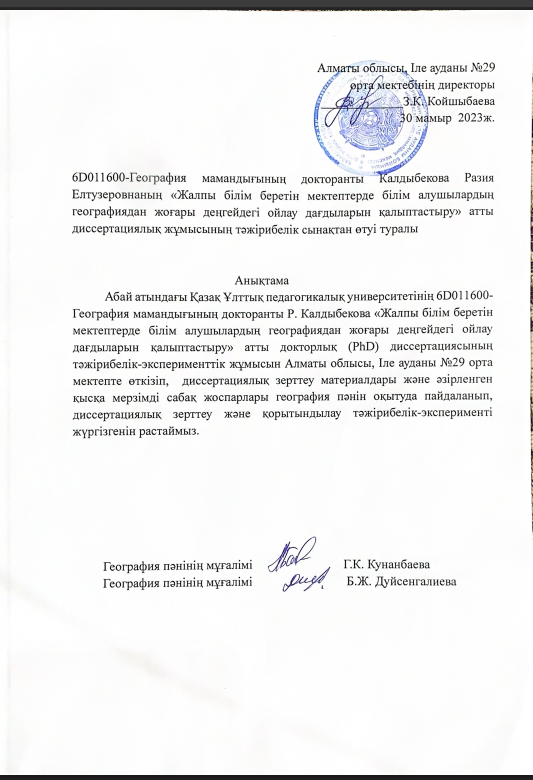 Алматы облысы, Іле ауданы №29
орта мектебінің директоры
З.К. Койшыбаева
30 мамыр 2023ж.
6D011600-География мамандығының докторанты Калдыбекова Разия
Елтузеровнаның «Жалпы білім беретін мектептерде білім алушылардың
географиядан жоғары деңгейдегі ойлау дағдыларын қалыптастыру» атты
диссертациялық жұмысының тәжірибелік сынақтан өтуі туралы
Анықтама
Абай атындағы Қазақ Ұлттық педагогикалық университетінің 6D011600-
География мамандығының докторанты Р. Калдыбекова «Жалпы білім беретін
мектептерде білім алушылардың географиядан жоғары деңгейдегі ойлау
дағдыларын қалыптастыру» атты докторлық (PhD) диссертациясының
тәжірибелік-эксперименттік жұмысын Алматы облысы, Іле ауданы №29 орта
мектепте өткізіп, диссертациялық зерттеу материалдары және әзірленген
қысқа мерзімді сабақ жоспарлары география пәнін оқытуда пайдаланып,
диссертациялық зерттеу және қорытындылау тәжірибелік-эксперименті
жүргізгенін растаймыз.
География пәнінің мұғалімі Г.К. Кунанбаева
География пәнінің мұғалімі Б.Ж. Дуйсенгалиева